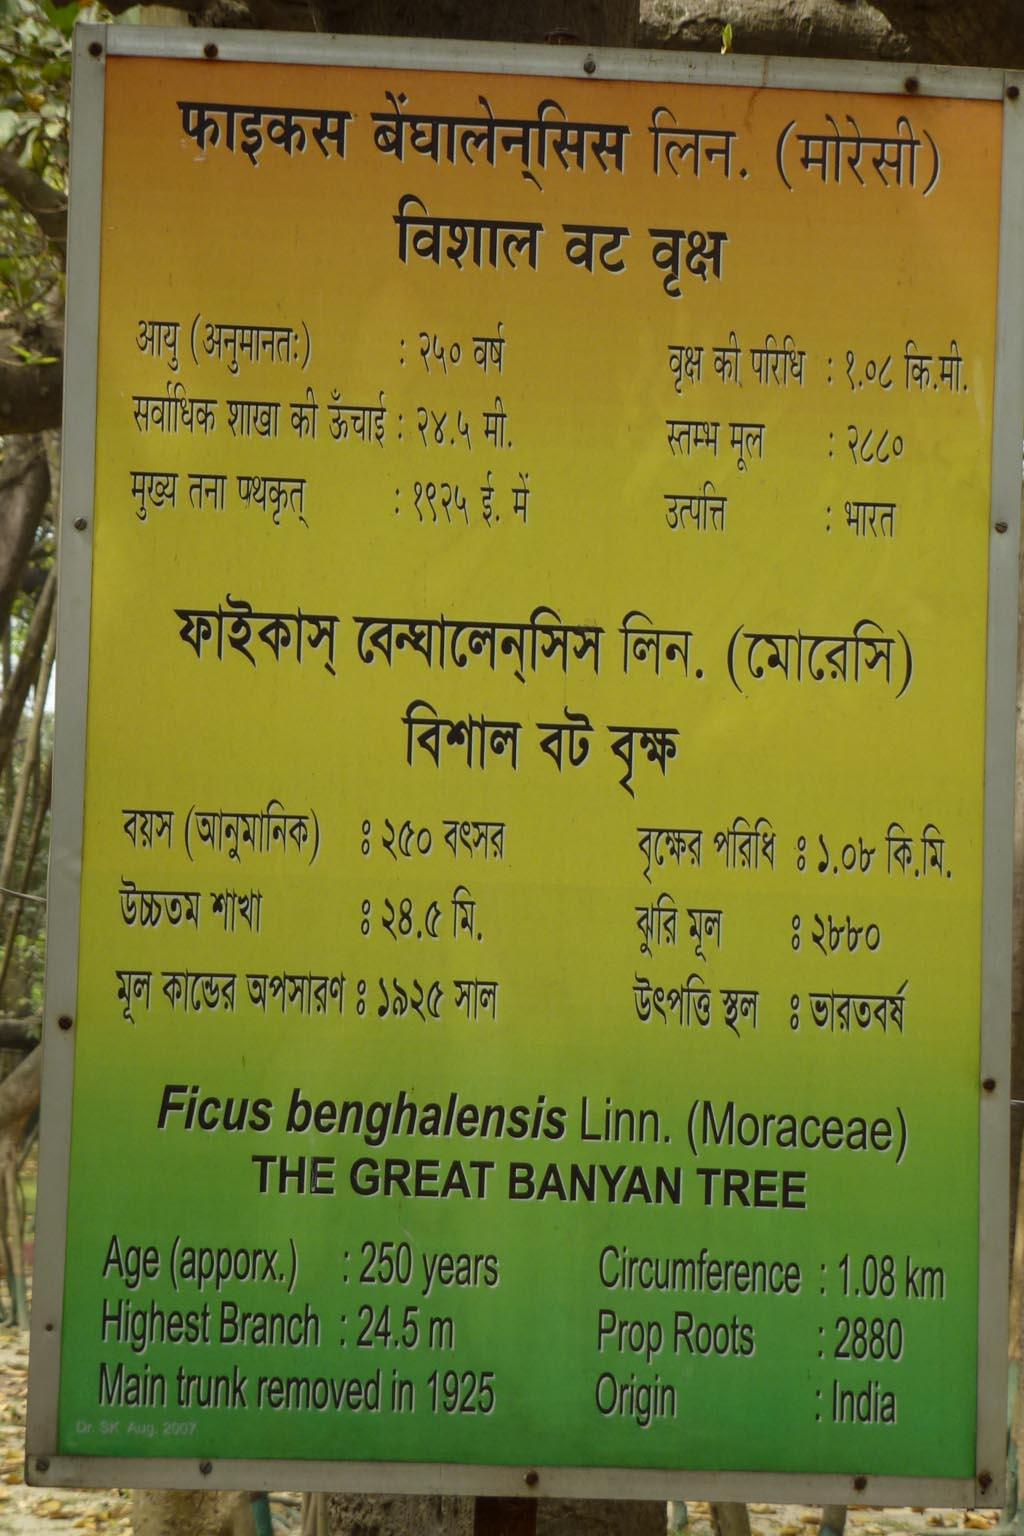 फाइकस बेंघालेन्सिस लिन. (मोरेसी)
विशाल वट वृक्ष
आयु (अनुमानतः) : २५० वर्ष वृक्ष की परिधि : १.०८ कि.मी.
सर्वाधिक शाखा की ऊँचाई : २४.५ मी. स्तम्भ मूल : २८८०
मुख्य तना पथकृत् : १९२५ ई. में उत्पत्ति : भारत
ফাইকাস্ বেন্ঘালেন্সিস লিন. (মোরেসি)
বিশাল বট বৃক্ষ
বয়স (আনুমানিক) ঃ ২৫০ বৎসর বৃক্ষের পরিধি ঃ ১.০৮ কি.মি.
উচ্চতম শাখা ঃ ২৪.৫ মি. ঝুরি মূল ঃ ২৮৮০
মূল কান্ডের অপসারণ ঃ ১৯২৫ সাল উৎপত্তি স্থল ঃ ভারতবর্ষ
Ficus benghalensis Linn. (Moraceae)
THE GREAT BANYAN TREE
Age (apporx.) : 250 years Circumference : 1.08 km
Highest Branch : 24.5 m Prop Roots : 2880
Main trunk removed in 1925 Origin : India
Dr. SK Aug. 2007